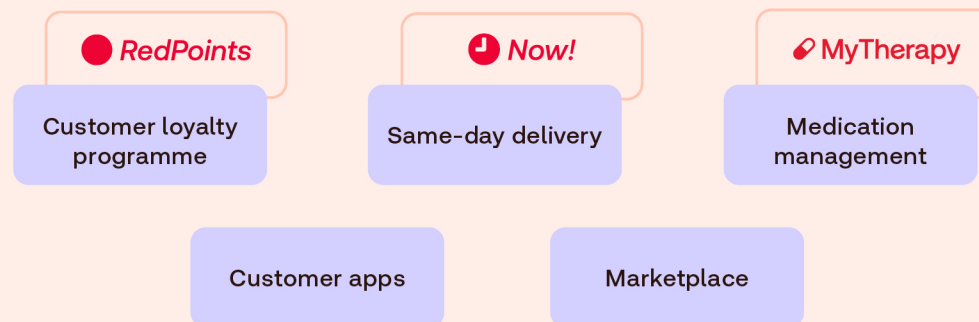 RedPoints
Now!
MyTherapy
Customer loyalty
programme
Same-day delivery
Medication
management
Customer apps
Marketplace